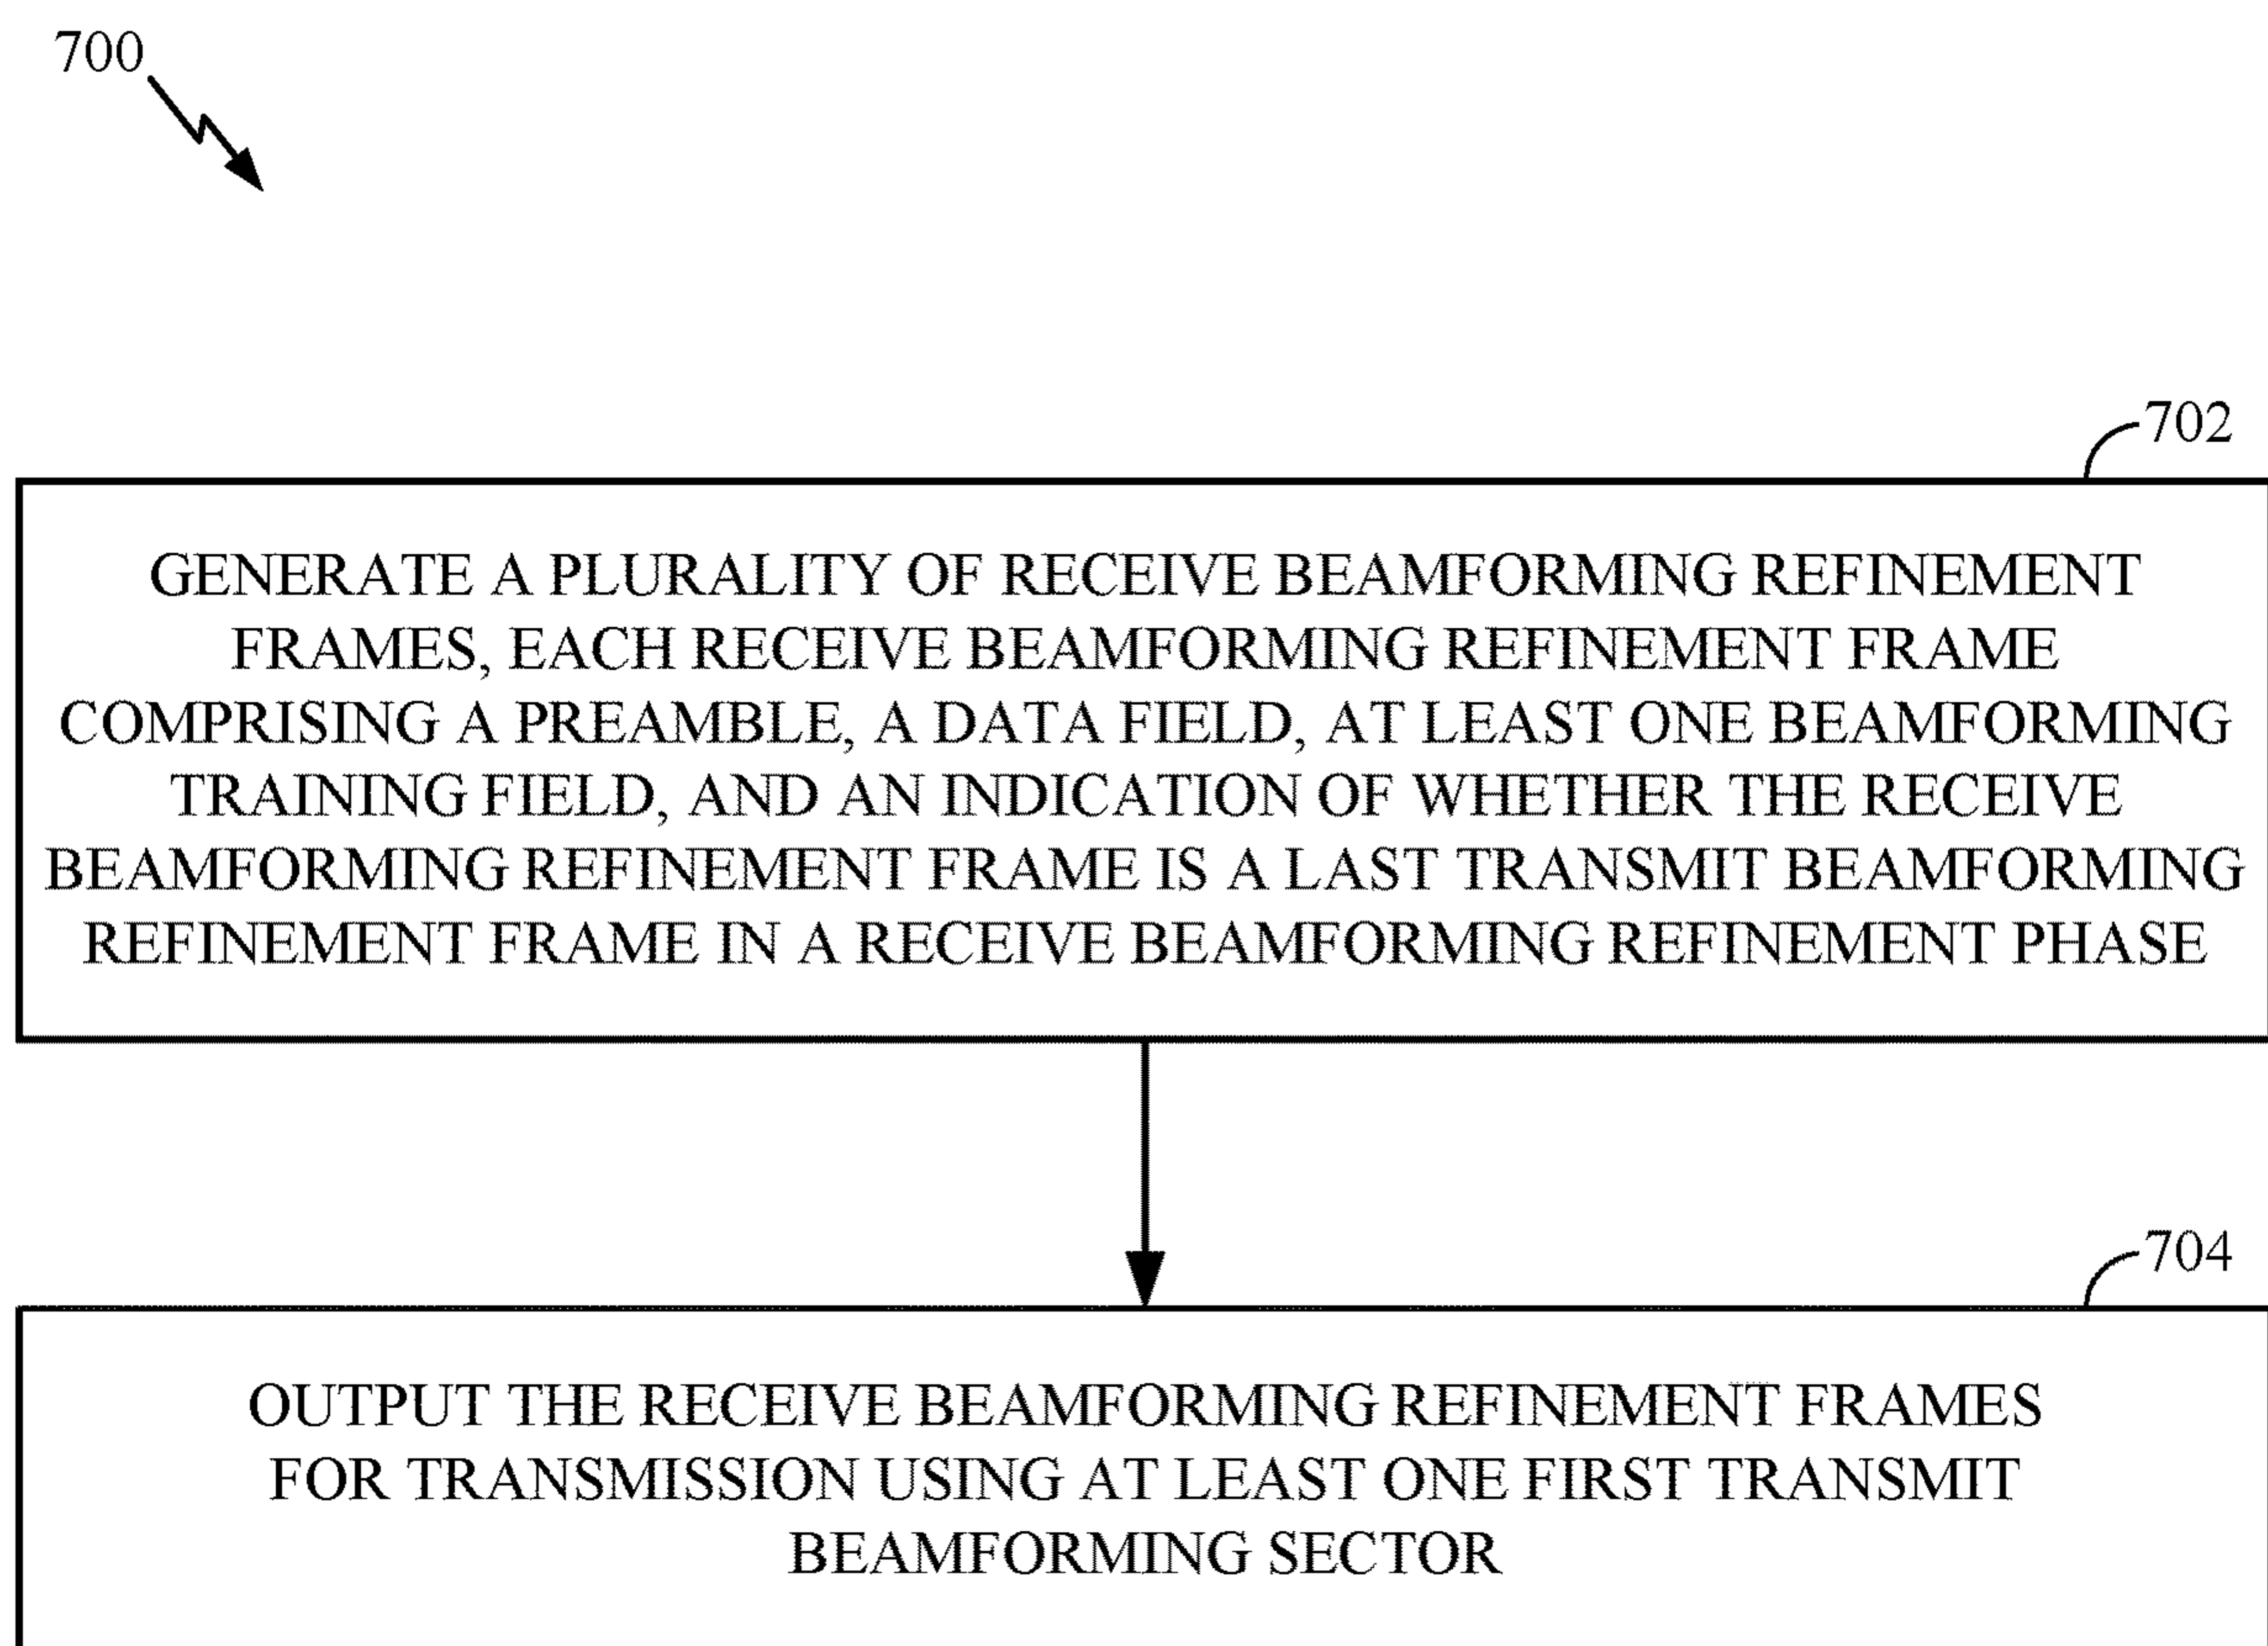 700
702
GENERATE A PLURALITY OF RECEIVE BEAMFORMING REFINEMENT
FRAMES, EACH RECEIVE BEAMFORMING REFINEMENT FRAME
COMPRISING A PREAMBLE, A DATA FIELD, AT LEAST ONE BEAMFORMING
TRAINING FIELD, AND AN INDICATION OF WHETHER THE RECEIVE
BEAMFORMING REFINEMENT FRAME IS A LAST TRANSMIT BEAMFORMING
REFINEMENT FRAME IN A RECEIVE BEAMFORMING REFINEMENT PHASE
704
OUTPUT THE RECEIVE BEAMFORMING REFINEMENT FRAMES
FOR TRANSMISSION USING AT LEAST ONE FIRST TRANSMIT
BEAMFORMING SECTOR